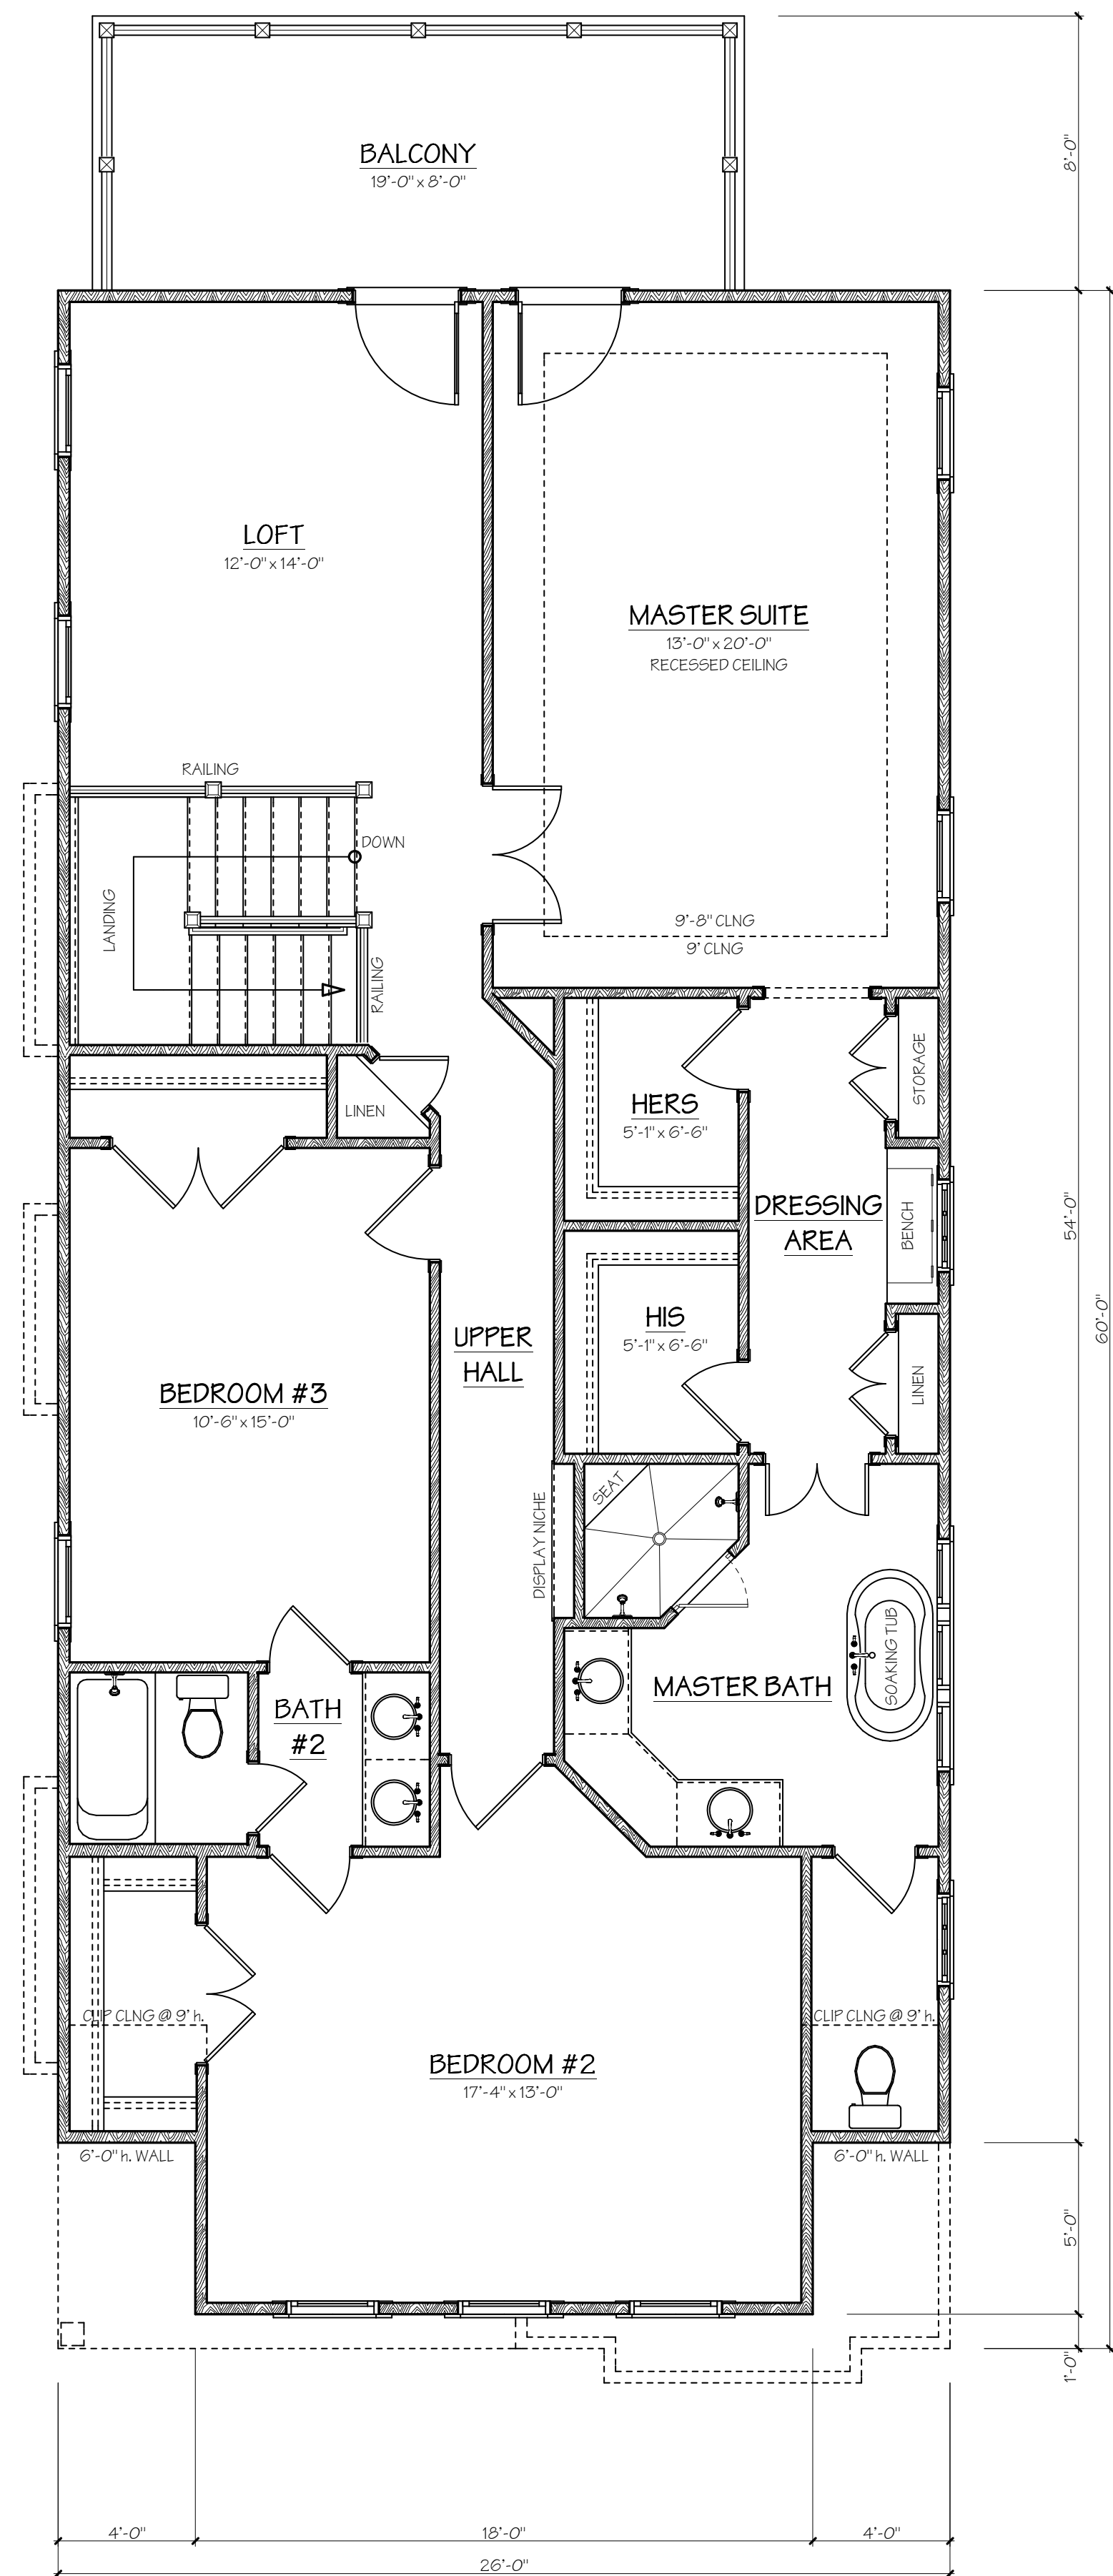 BALCONY
19'-0" x 8'-0"
8'-0"
LOFT
12'-0" x 14'-0"
MASTER SUITE
13'-0" x 20'-0"
RECESSED CEILING
RAILING
DOWN
LANDING
RAILING
9'-8" CLNG
9' CLNG
HERS
5'-1" x 6'-6"
STORAGE
LINEN
DRESSING
AREA
BENCH
54'-0"
60'-0"
HIS
5'-1" x 6'-6"
UPPER
HALL
LINEN
BEDROOM #3
10'-6" x 15'-0"
SEAT
DISPLAY NICHE
SOAKING TUB
MASTER BATH
BATH
#2
CLIP CLNG @ 9' h.
CLIP CLNG @ 9' h.
BEDROOM #2
17'-4" x 13'-0"
6'-0" h. WALL
6'-0" h. WALL
5'-0"
1'-0"
4'-0"
18'-0"
4'-0"
26'-0"